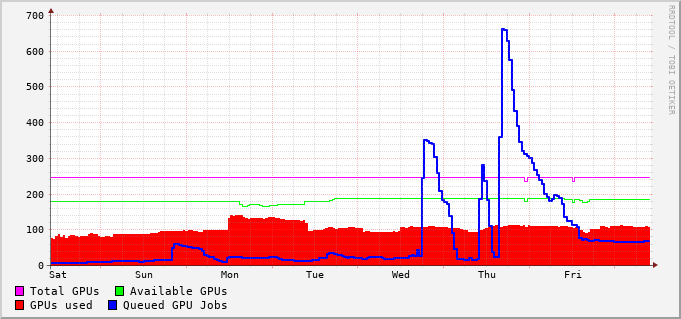 700
600
500
400
300
200
100
0
Sat Sun Mon Tue Wed Thu Fri
Total GPUs Available GPUs
GPUs used Queued GPU Jobs
RRDTOOL / TOBI OETIKER